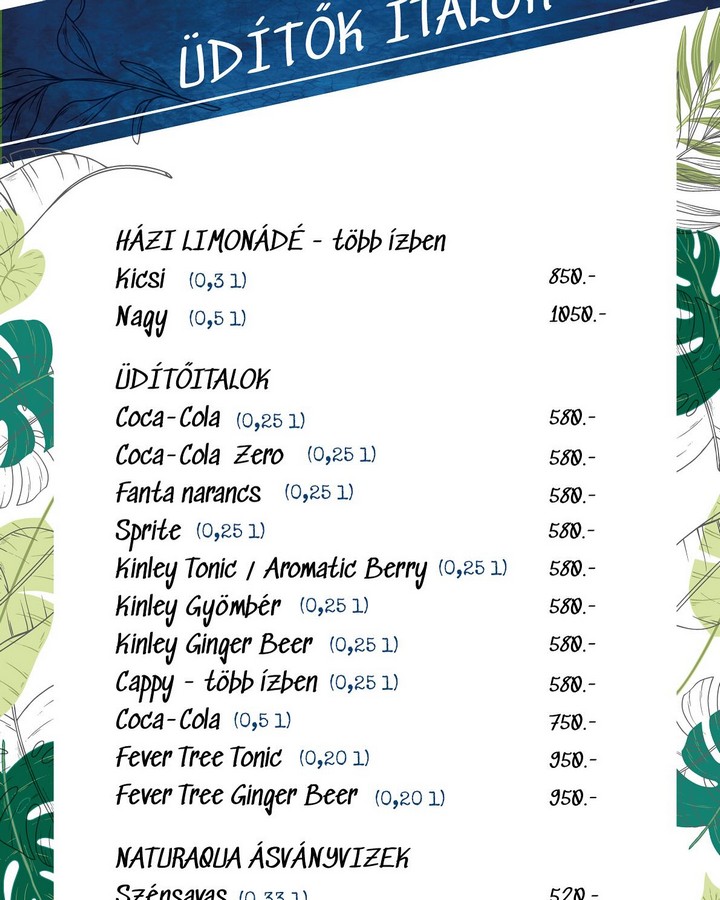 ÜDÍTŐK ITALOK
HÁZI LIMONÁDÉ - több ízben
Kicsi (0,3 l) 850.-
Nagy (0,5 l) 1050.-
ÜDÍTŐITALOK
Coca-Cola (0,25 l) 580.-
Coca-Cola Zero (0,25 l) 580.-
Fanta narancs (0,25 l) 580.-
Sprite (0,25 l) 580.-
Kinley Tonic / Aromatic Berry (0,25 l) 580.-
Kinley Gyömbér (0,25 l) 580.-
Kinley Ginger Beer (0,25 l) 580.-
Cappy - több ízben (0,25 l) 580.-
Coca-Cola (0,5 l) 750.-
Fever Tree Tonic (0,20 l) 950.-
Fever Tree Ginger Beer (0,20 l) 950.-
NATURAQUA ÁSVÁNYVIZEK
Szénsavas (0,33 l) 520.-